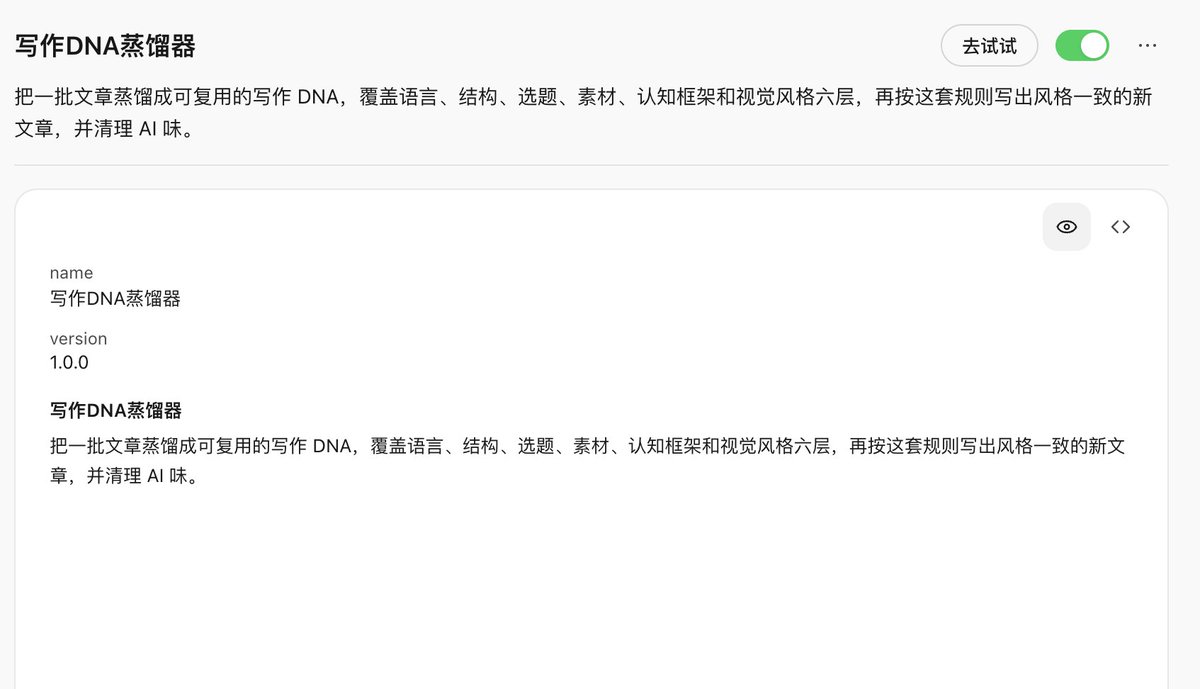 写作DNA蒸馏器
去试试
把一批文章蒸馏成可复用的写作 DNA，覆盖语言、结构、选题、素材、认知框架和视觉风格六层，再按这套规则写出风格一致的新
文章，并清理 AI 味。
name
写作DNA蒸馏器
version
1.0.0
写作DNA蒸馏器
把一批文章蒸馏成可复用的写作 DNA，覆盖语言、结构、选题、素材、认知框架和视觉风格六层，再按这套规则写出风格一致的新文
章，并清理 AI 味。